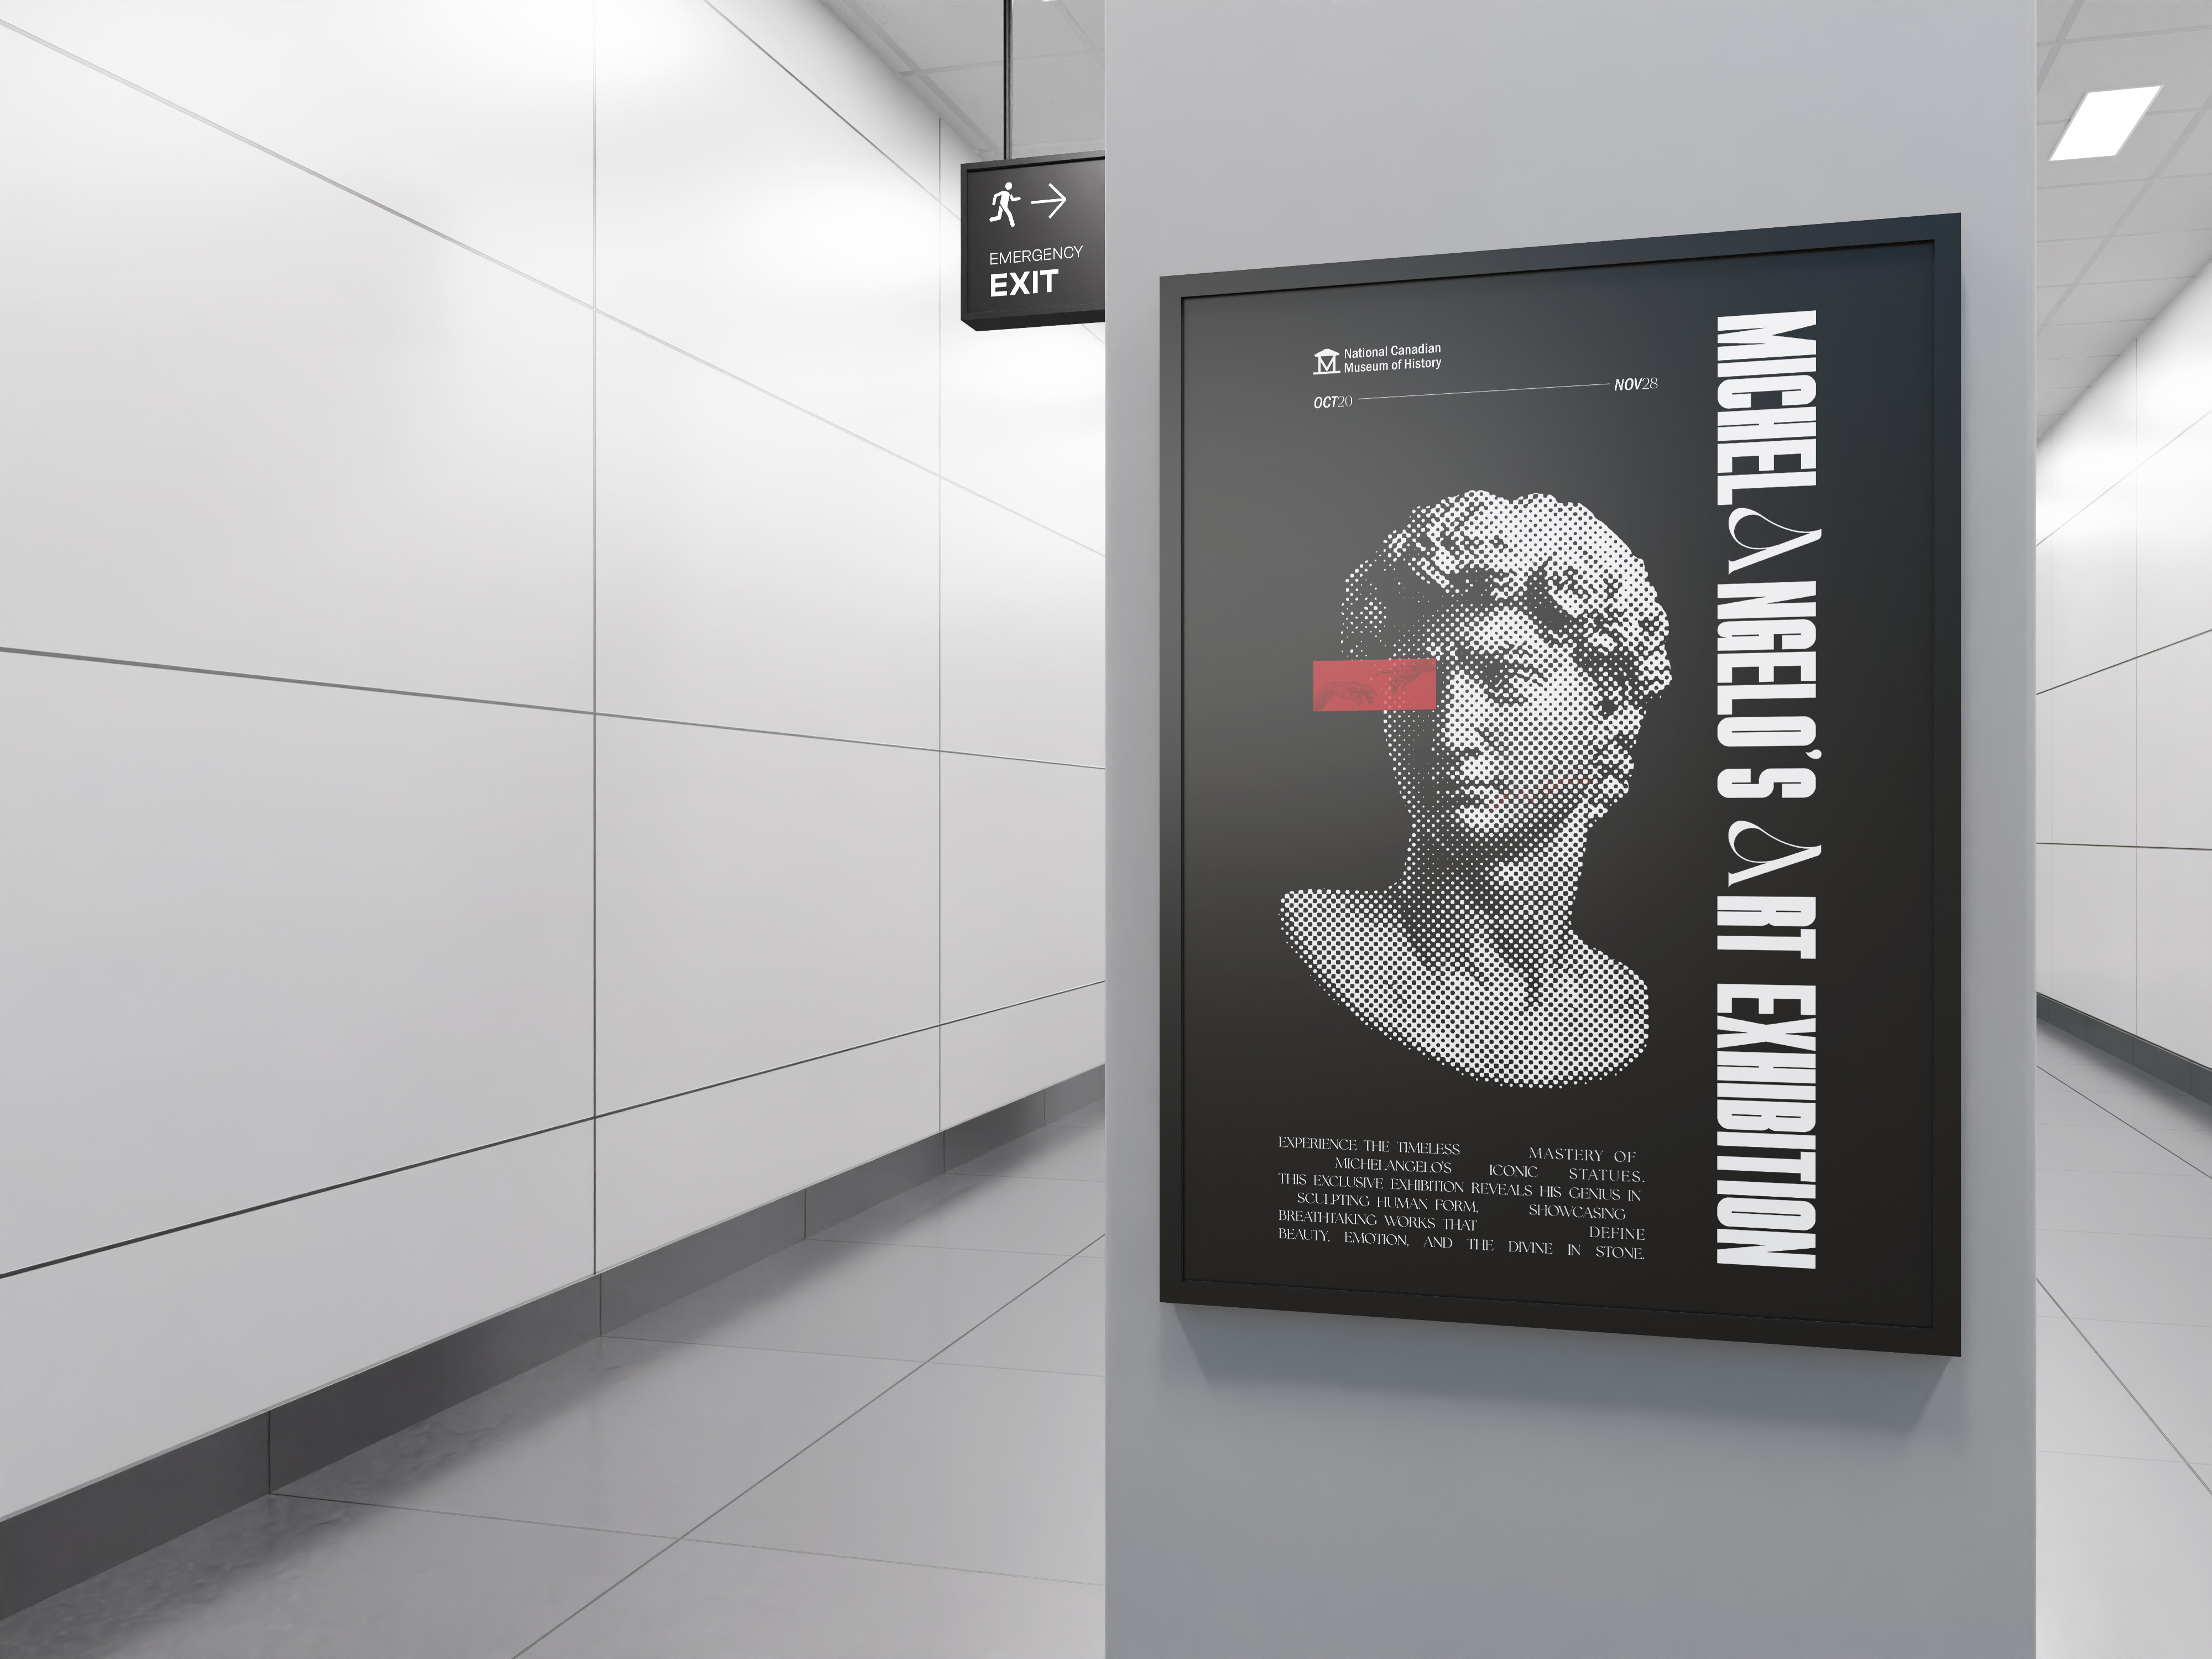 EMERGENCY
EXIT
National Canadian
Museum of History
OCT20
NOV28
MICHELANGELO'S ART EXHIBITION
EXPERIENCE THE TIMELESS MASTERY OF
MICHELANGELO'S ICONIC STATUES.
THIS EXCLUSIVE EXHIBITION REVEALS HIS GENIUS IN
SCULPTING HUMAN FORM, SHOWCASING
BREATHTAKING WORKS THAT DEFINE
BEAUTY, EMOTION, AND THE DIVINE IN STONE.